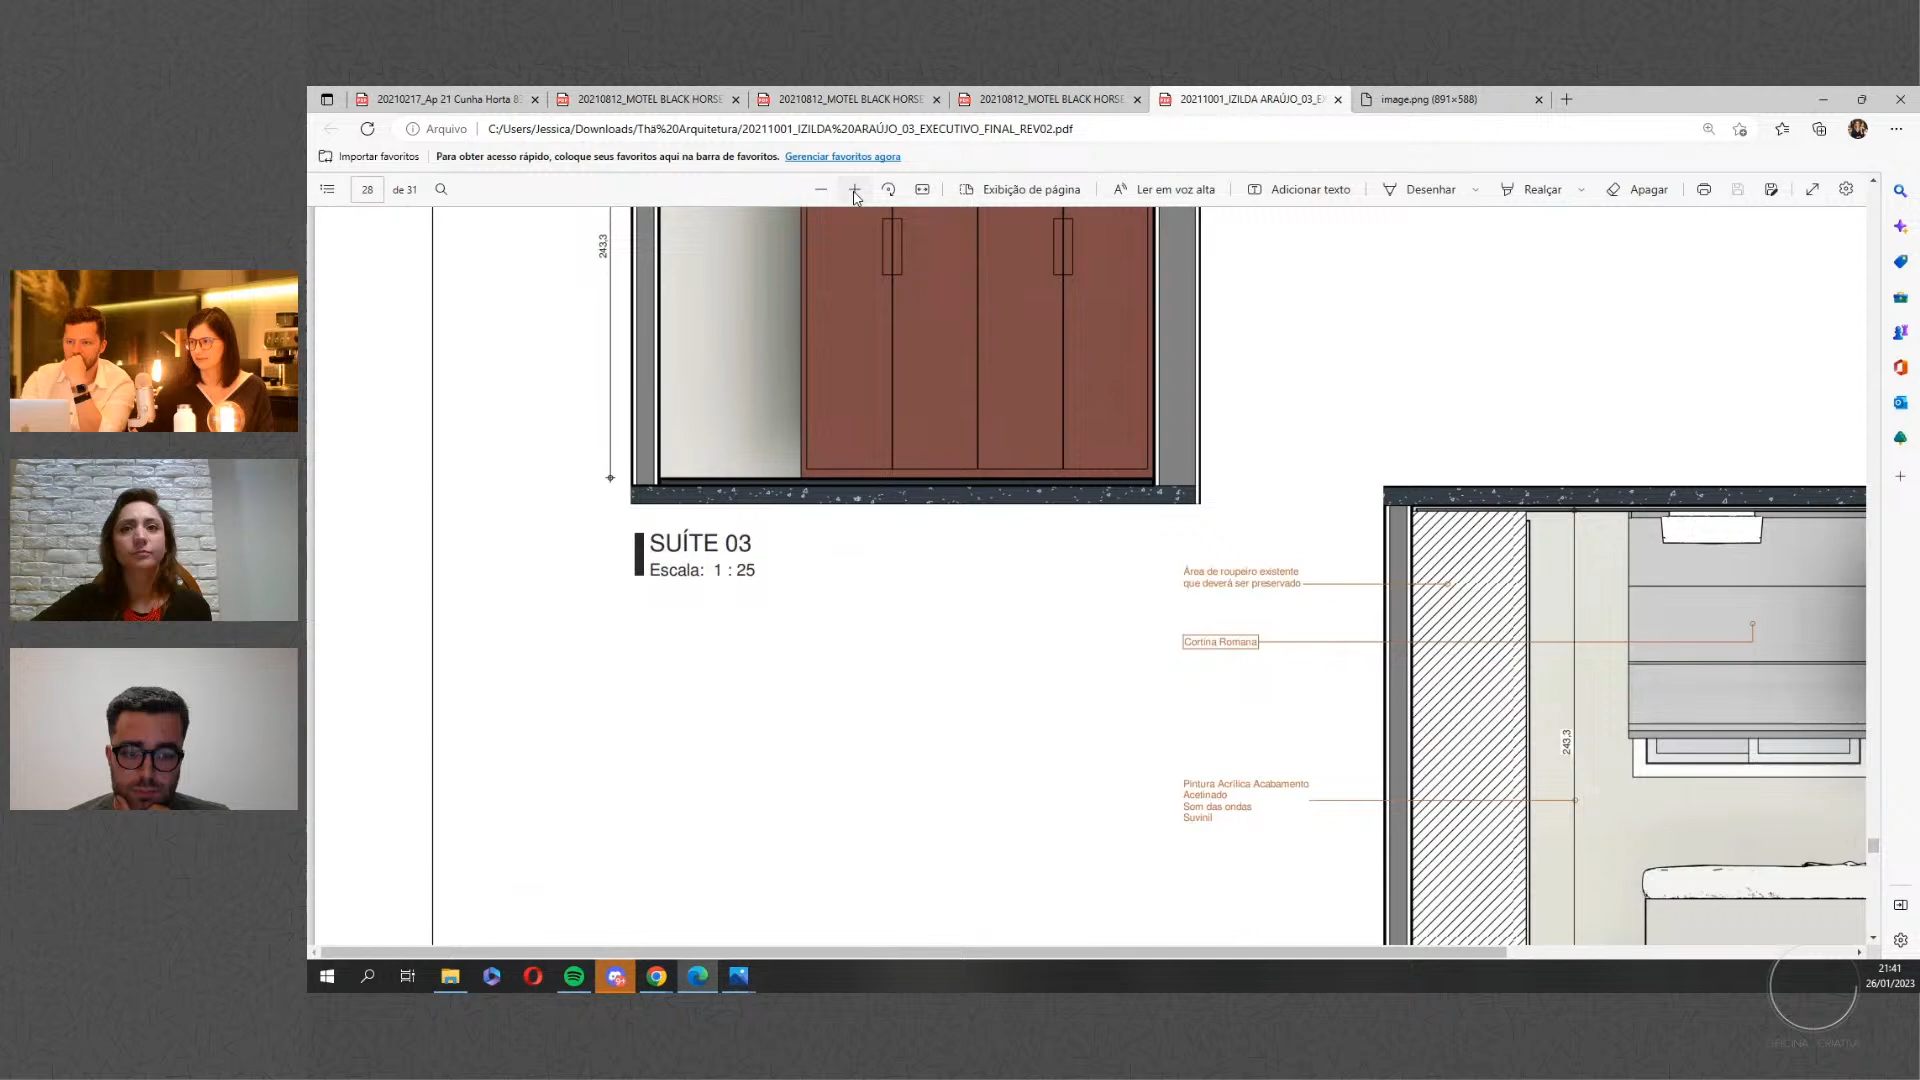 20210217_Ap 21 Cunha Horta 8
20210812_MOTEL BLACK HORSE
20210812_MOTEL BLACK HORSE
20210812_MOTEL BLACK HORSE
20211001_IZILDA ARAÚJO_03_E
image.png (891×588)
Arquivo
C:/Users/Jessica/Downloads/Thä%20Arquitetura/20211001_IZILDA%20ARAÚJO_03_EXECUTIVO_FINAL_REV02.pdf
Importar favoritos
Para obter acesso rápido, coloque seus favoritos aqui na barra de favoritos. Gerenciar favoritos agora
28 de 31
Exibição de página
Ler em voz alta
Adicionar texto
Desenhar
Realçar
Apagar
243,3
SUÍTE 03
Escala: 1 : 25
Área de roupeiro existente
que deverá ser preservado
Cortina Romana
243,3
Pintura Acrílica Acabamento
Acetinado
Som das ondas
Suvinil
9+
21:41
26/01/2023
OFICINA CRIATIVA